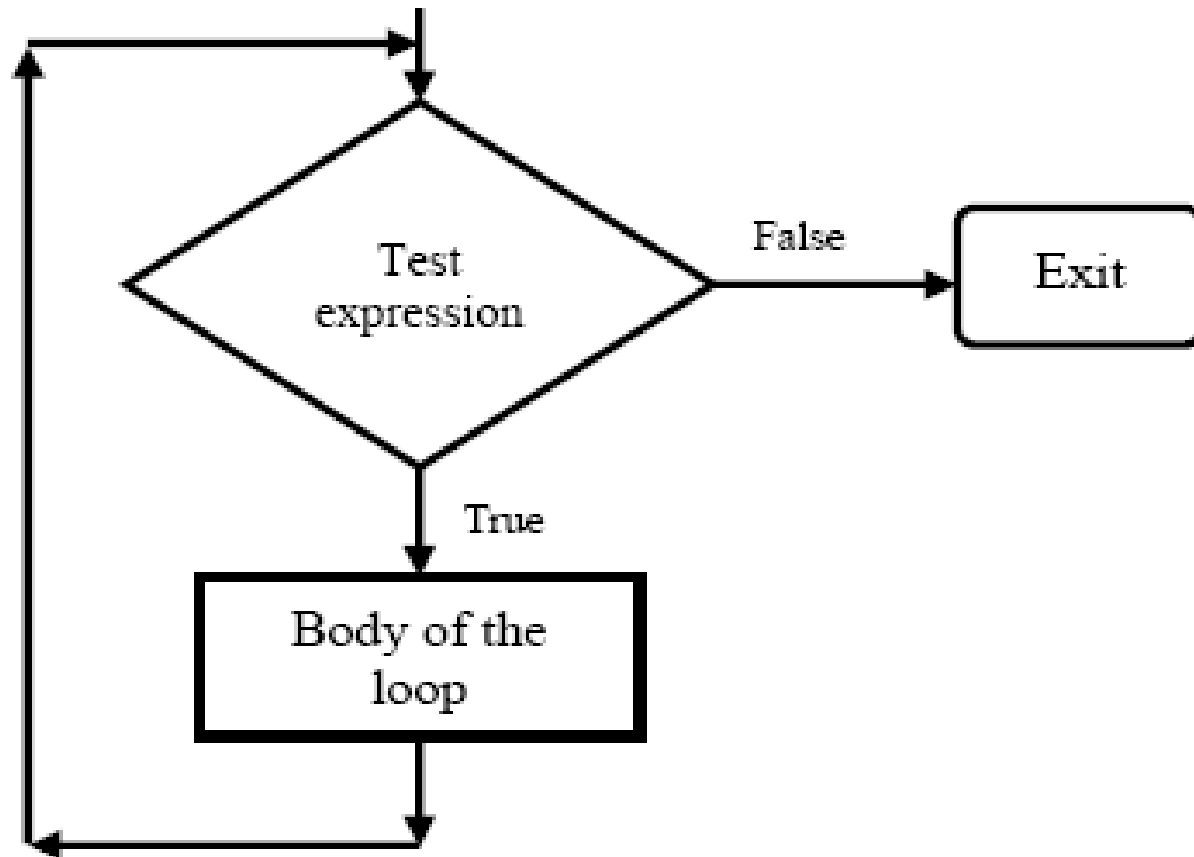 Test
expression
False
Exit
True
Body of the
loop